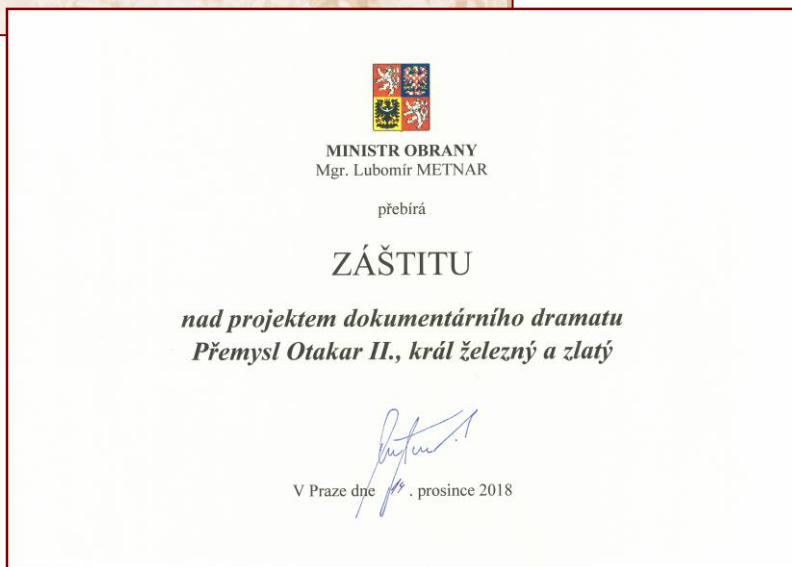 MINISTR OBRANY
Mgr. Lubomír METNAR
přebírá
ZÁŠTITU
nad projektem dokumentárního dramatu
Přemysl Otakar II., král železný a zlatý
V Praze dne 14. prosince 2018